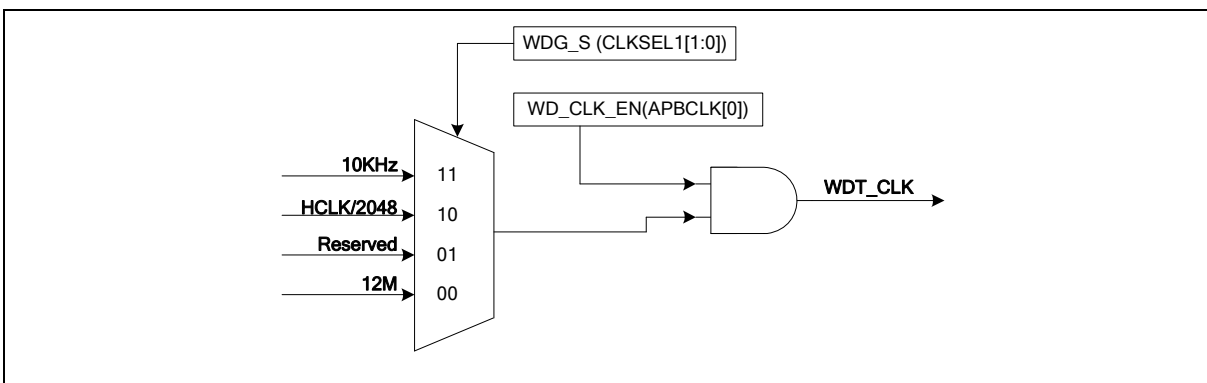 WDG_S (CLKSEL1[1:0])
WD_CLK_EN(APBCLK[0])
10KHz
11
HCLK/2048
10
Reserved
01
12M
00
WDT_CLK